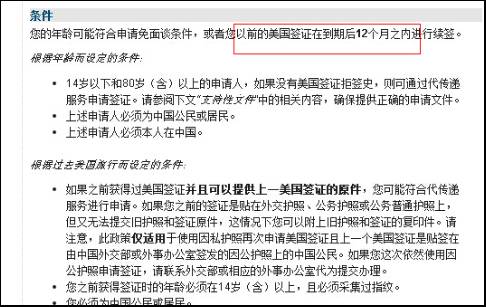 条件
您的年龄可能符合申请免面谈条件，或者您以前的美国签证在到期后12个月之内进行续签。
根据年龄而设定的条件：
• 14岁以下和80岁（含）以上的申请人，如果没有美国签证拒签史，则可通过代传递
服务申请签证。请参阅下文"支持性文件"中的相关内容，确保提供正确的申请文件。
• 上述申请人必须为中国公民或居民。
• 上述申请人必须本人在中国。
根据过去美国旅行而设定的条件：
• 如果之前获得过美国签证并且可以提供上一美国签证的原件，您可能符合代传递
服务进行申请。如果您之前的签证是贴在外交护照、公务护照或公务普通护照上，
但又无法提交旧护照和签证原件，这情况下您可以附上旧护照和签证的复印件。请
注意，此政策仅适用于使用因私护照再次申请美国签证且上一个美国签证是贴签在
由中国外交部或外事办公室签发的因公护照上的中国公民。如果您这次依然使用因
公护照申请签证，请联系外交部或相应的外事办公室代为提交办理。
• 您之前获得签证时的年龄必须在14岁（含）以上，且必须采集过指纹。
• 您必须为中国公民或居民。